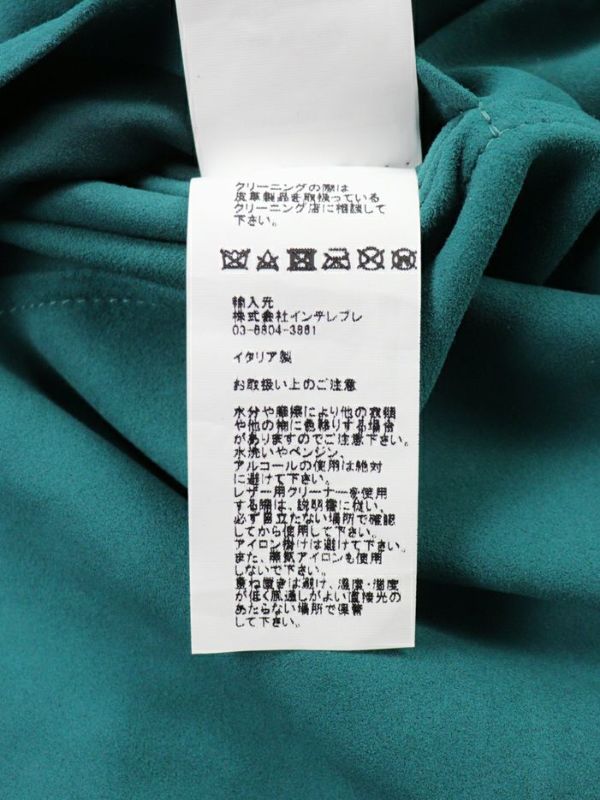 クリーニングの際は
皮革製品を取扱っている
クリーニング店に相談して
下さい。
輸入元
株式会社インテレプレ
03-6804-3861
イタリア製
お取扱い上のご注意
水分や摩擦により他の衣類
や他の物に色移りする場合
がありますのでご注意下さい。
水洗いやベンジン、
アルコールの使用は絶対
に避けて下さい。
レザー用クリーナーを使用
する際は、説明書に従い、
必ず目立たない場所で確認
してから使用して下さい。
アイロン掛けは避けて下さい。
また、蒸気アイロンも使用
しないで下さい。
重ね置きは避け、温度・湿度
が低く風通しがよい直接光の
あたらない場所で保管
して下さい。